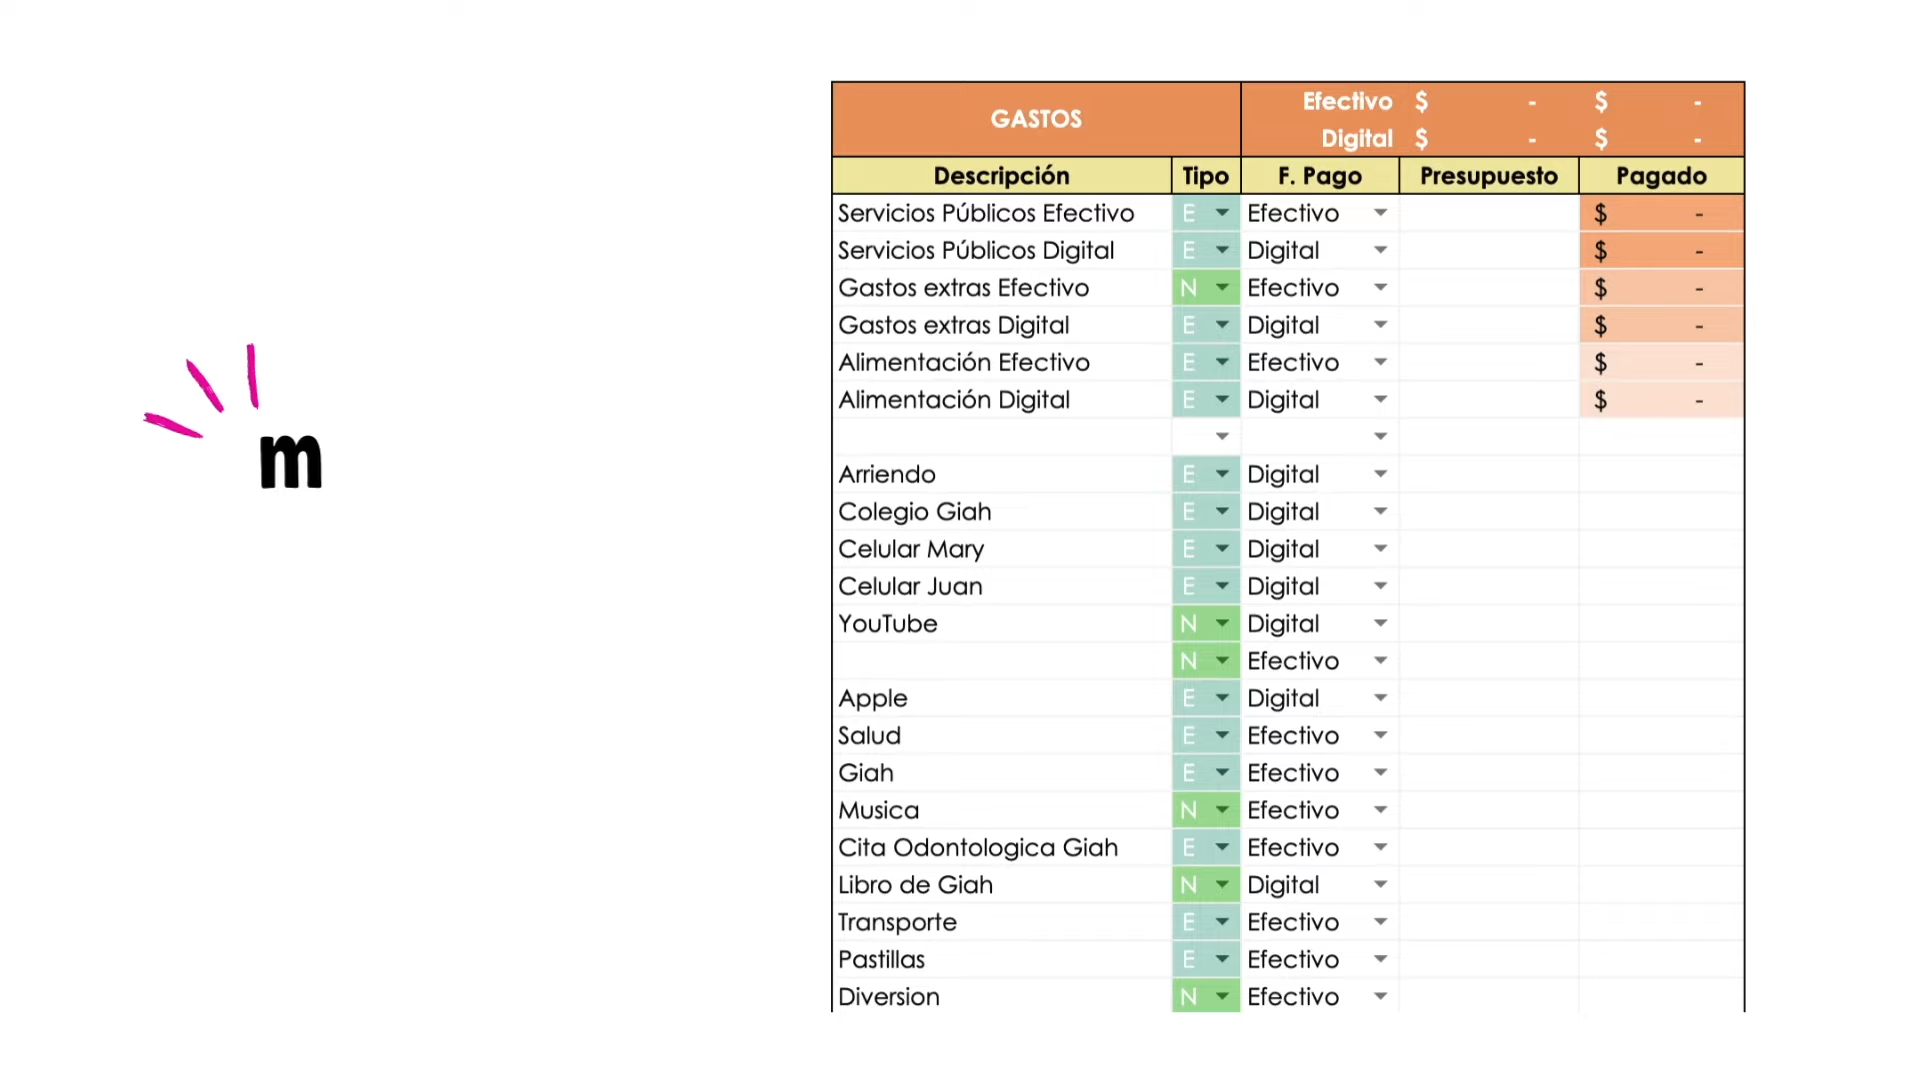 m
GASTOS
Efectivo $ - $ -
Digital $ - $ -
Descripción Tipo F. Pago Presupuesto Pagado
Servicios Públicos Efectivo E Efectivo $ -
Servicios Públicos Digital E Digital $ -
Gastos extras Efectivo N Efectivo $ -
Gastos extras Digital E Digital $ -
Alimentación Efectivo E Efectivo $ -
Alimentación Digital E Digital $ -
Arriendo E Digital
Colegio Giah E Digital
Celular Mary E Digital
Celular Juan E Digital
YouTube N Digital
N Efectivo
Apple E Digital
Salud E Efectivo
Giah E Efectivo
Musica N Efectivo
Cita Odontologica Giah E Efectivo
Libro de Giah N Digital
Transporte E Efectivo
Pastillas E Efectivo
Diversion N Efectivo